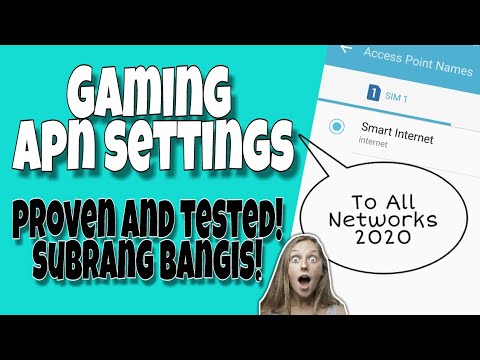 GAMING
APN SETTINGS
PROVEN AND TESTED!
SUBRANG BANGIS!
Access Point Names
1
SIM 1
Smart Internet
internet
To All
Networks
2020